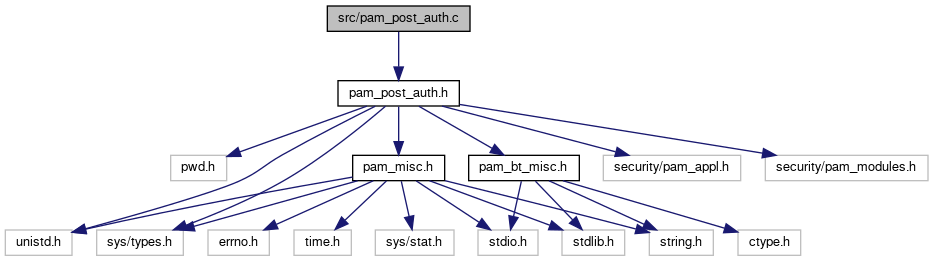 src/pam_post_auth.c
pam_post_auth.h
pwd.h
pam_misc.h
pam_bt_misc.h
security/pam_appl.h
security/pam_modules.h
unistd.h
sys/types.h
errno.h
time.h
sys/stat.h
stdio.h
stdlib.h
string.h
ctype.h